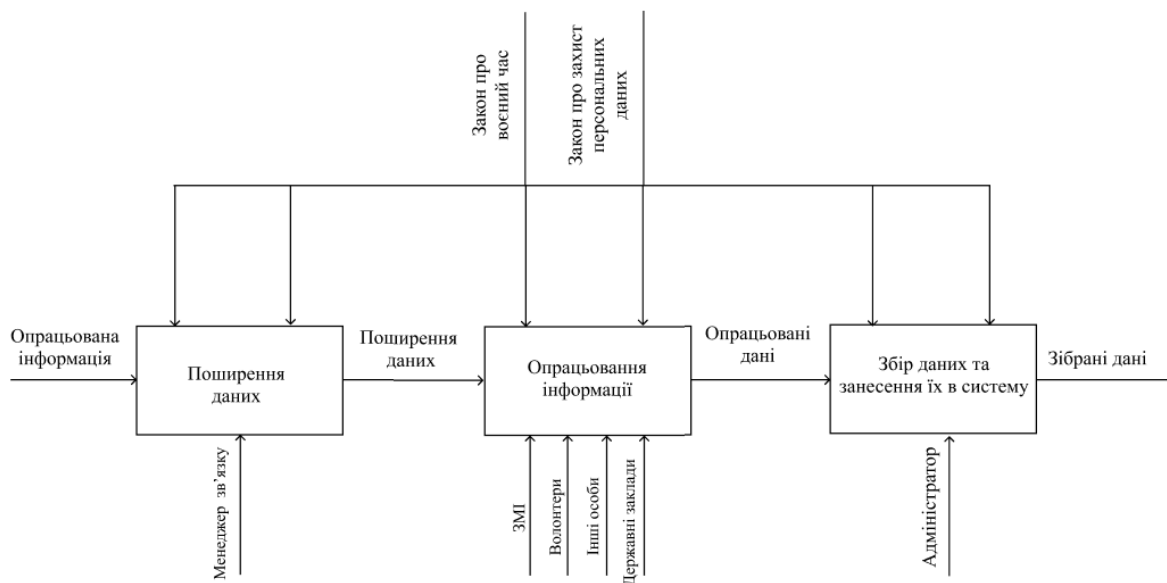 Закон про
воєний час
Закон про захист
персональних
даних
Опрацьована
інформація
Поширення
даних
Поширення
даних
Опрацювання
інформації
Опрацьовані
дані
Збір даних та
занесення їх в систему
Зібрані дані
Менеджер зв’язку
ЗМІ
Волонтери
Інші особи
Державні заклади
Адміністратор